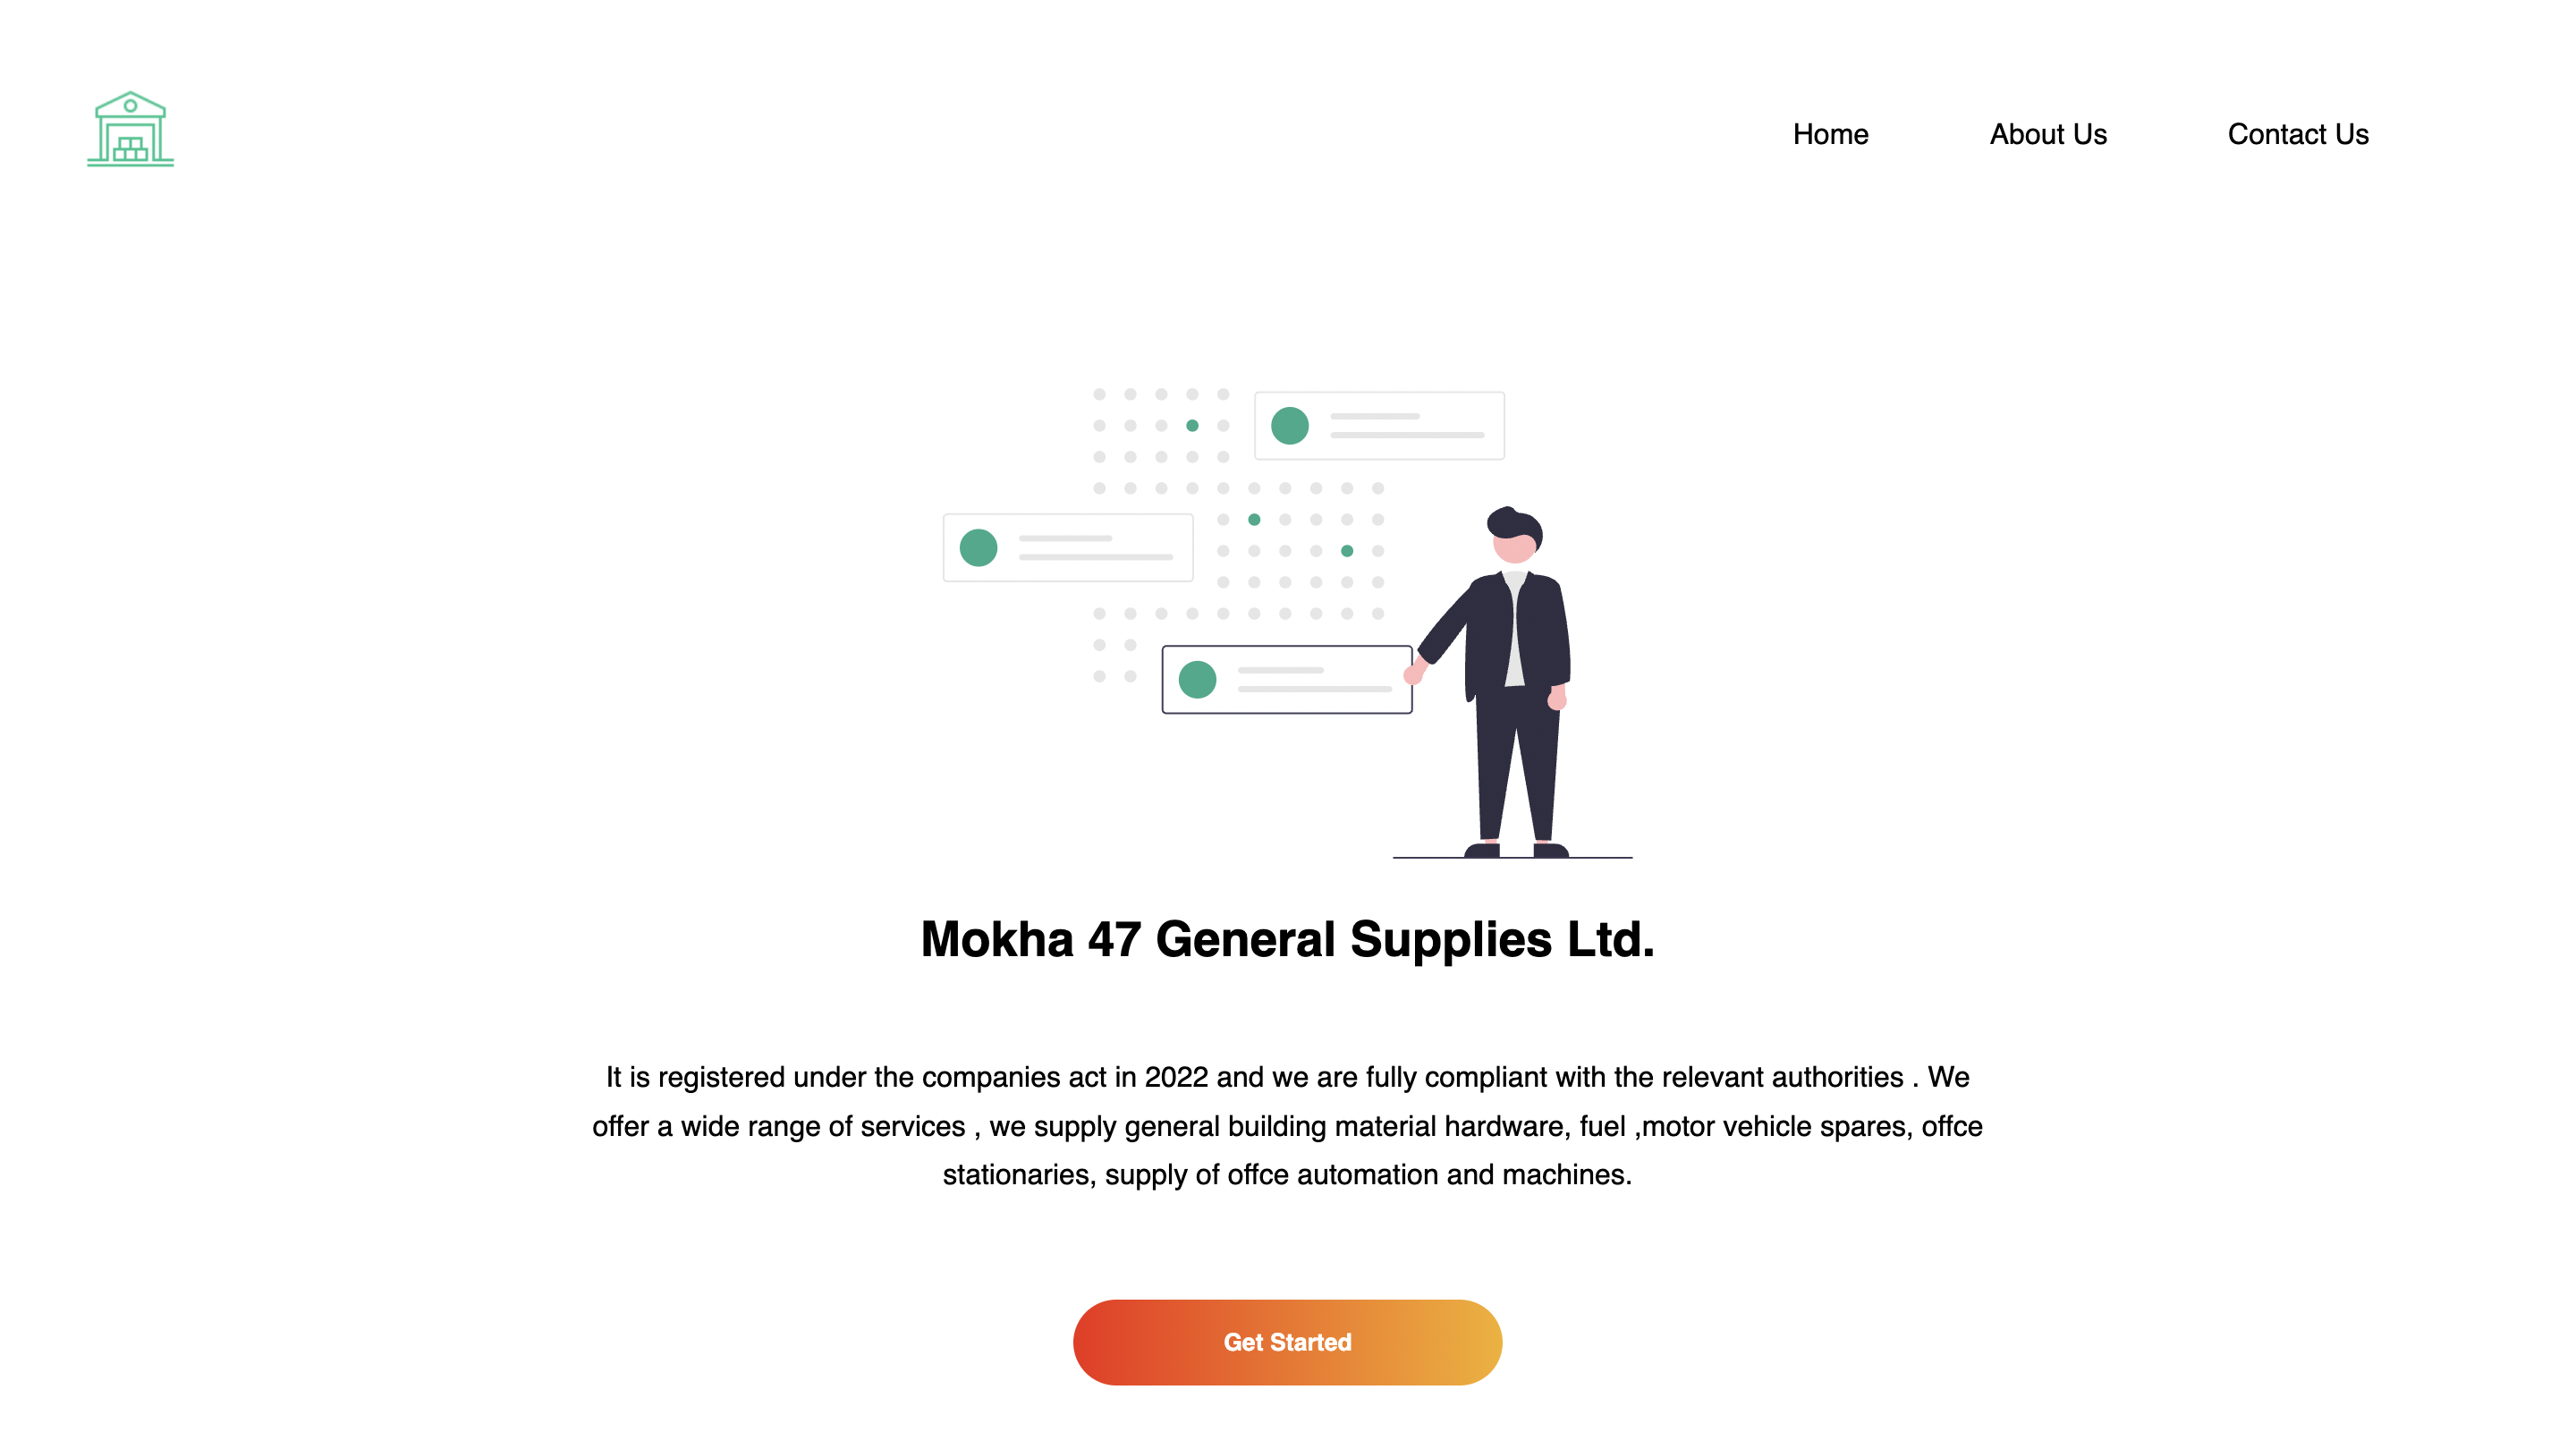 Home
About Us
Contact Us
Mokha 47 General Supplies Ltd.
It is registered under the companies act in 2022 and we are fully compliant with the relevant authorities . We
offer a wide range of services , we supply general building material hardware, fuel ,motor vehicle spares, offce
stationaries, supply of offce automation and machines.
Get Started